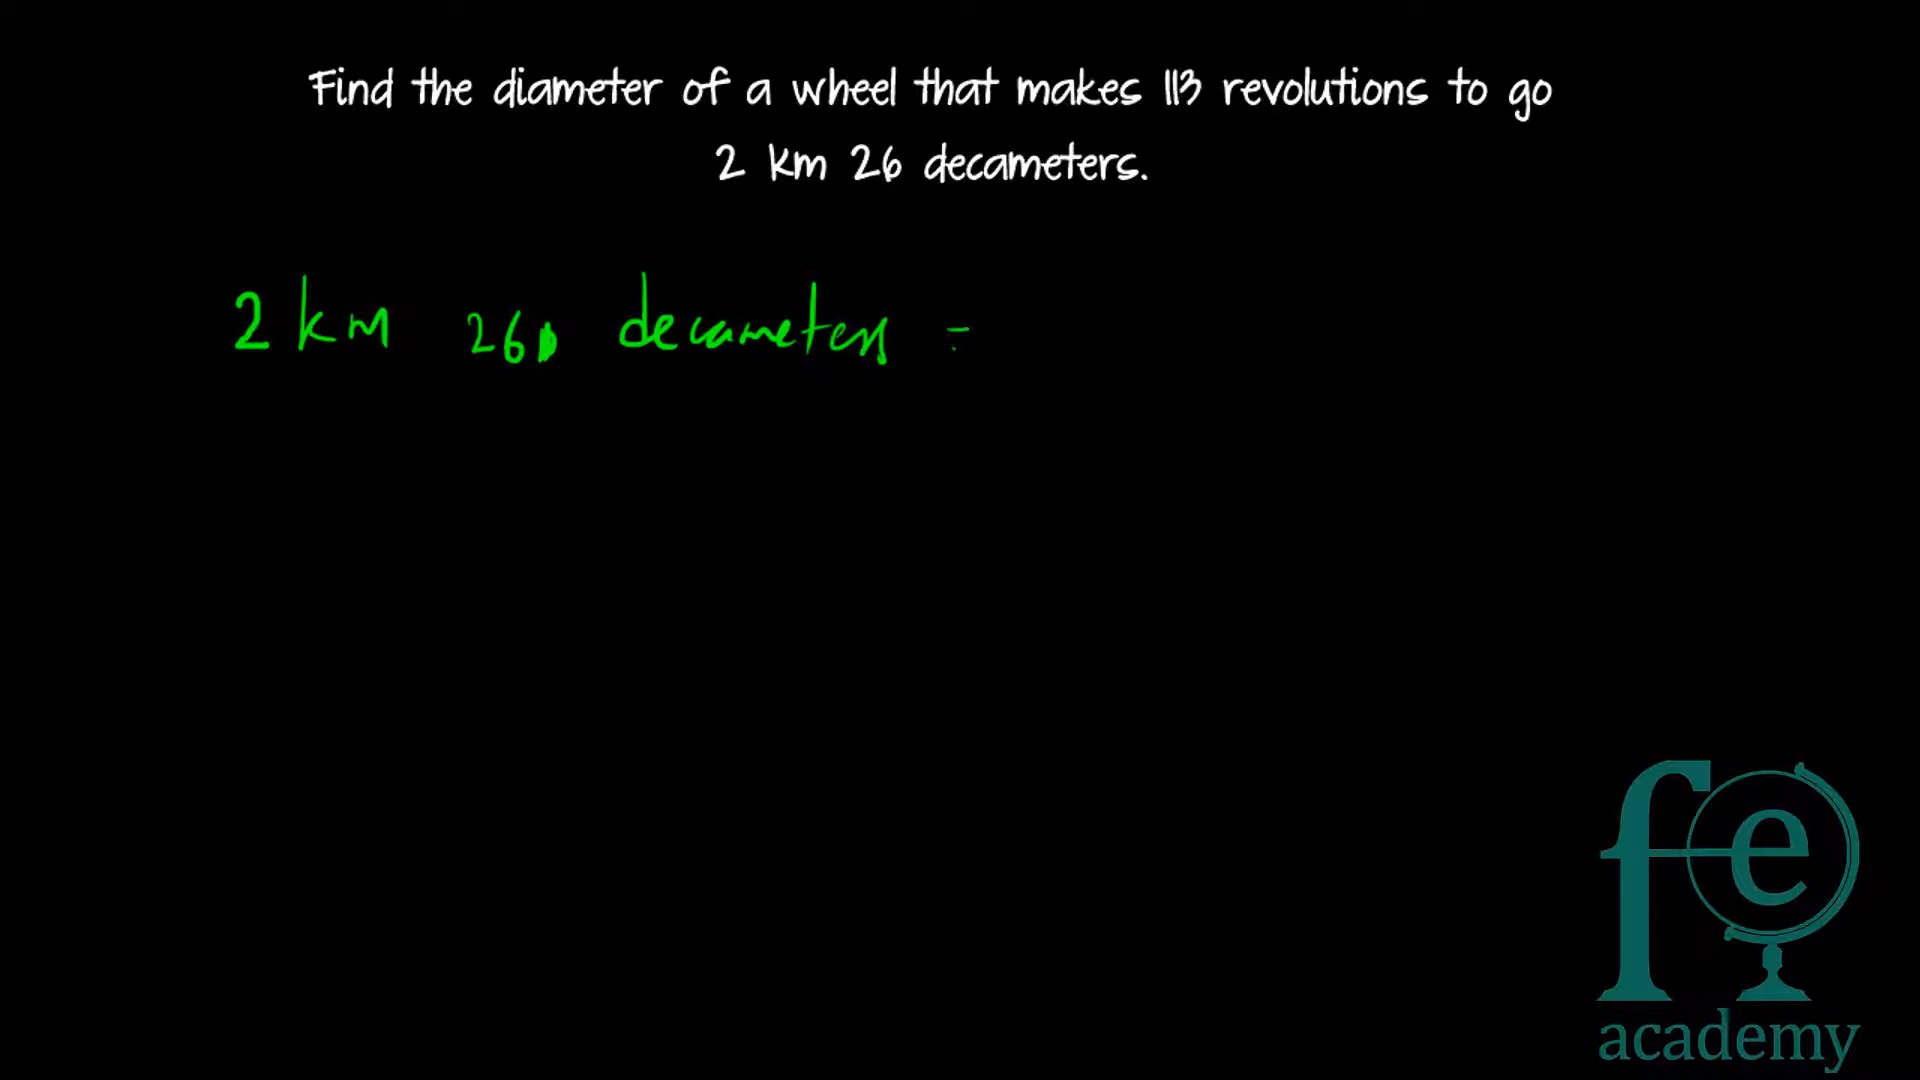 Find the diameter of a wheel that makes 113 revolutions to go
2 km 26 decameters.
2 km 26 decameters =
fe
academy